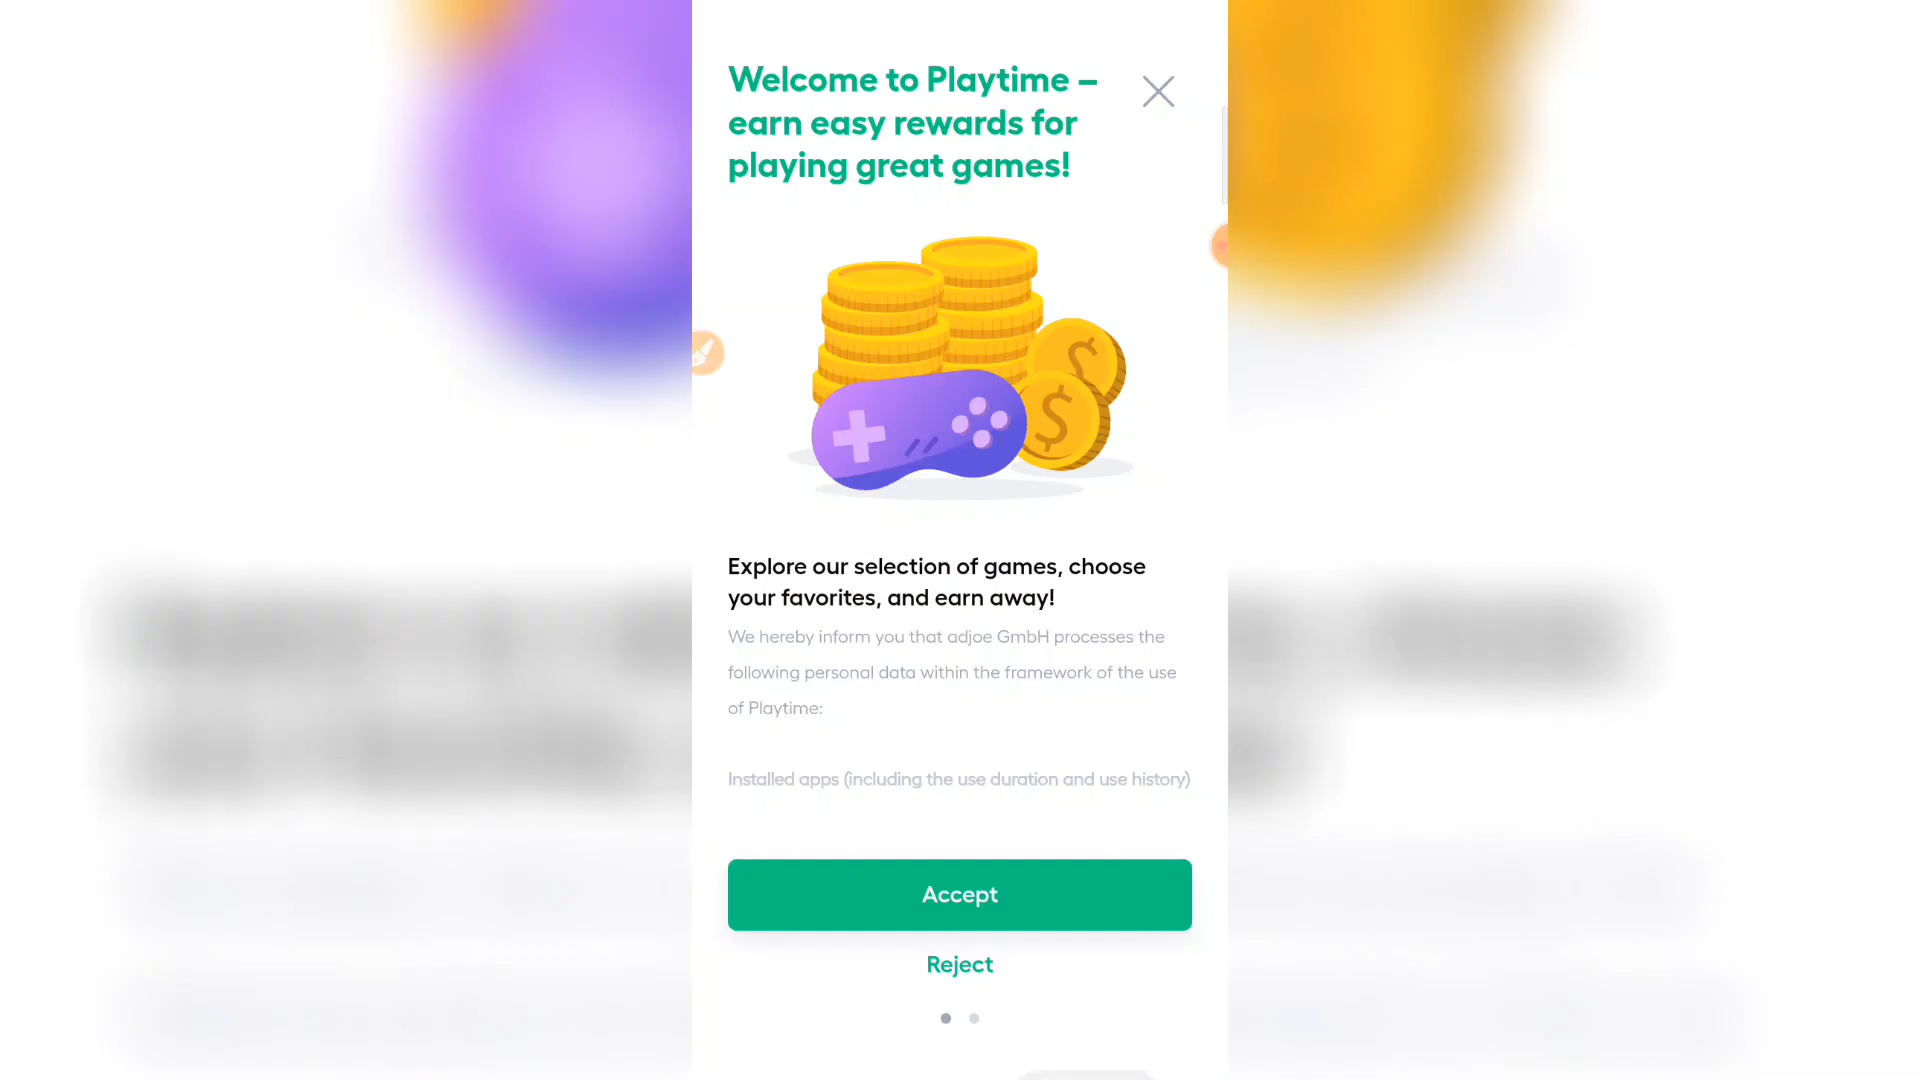 Welcome to Playtime –
earn easy rewards for
playing great games!
Explore our selection of games, choose
your favorites, and earn away!
We hereby inform you that adjoe GmbH processes the
following personal data within the framework of the use
of Playtime:
Installed apps (including the use duration and use history)
Accept
Reject